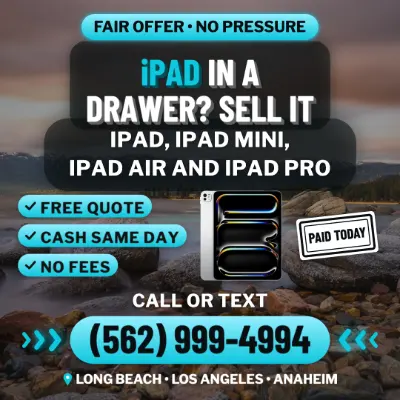 FAIR OFFER • NO PRESSURE
iPAD IN A
DRAWER? SELL IT
IPAD, IPAD MINI,
IPAD AIR AND IPAD PRO
✓ FREE QUOTE
✓ CASH SAME DAY
✓ NO FEES
PAID TODAY
CALL OR TEXT
(562) 999-4994
LONG BEACH • LOS ANGELES • ANAHEIM